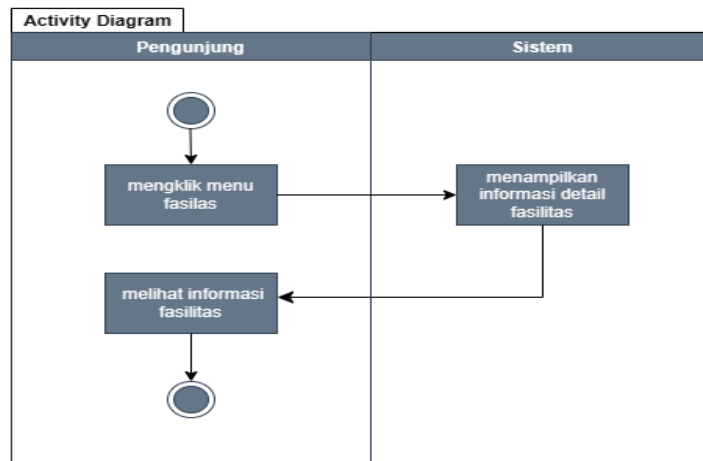 Activity Diagram
Pengunjung
Sistem
mengklik menu
fasilas
menampilkan
informasi detail
fasilitas
melihat informasi
fasilitas